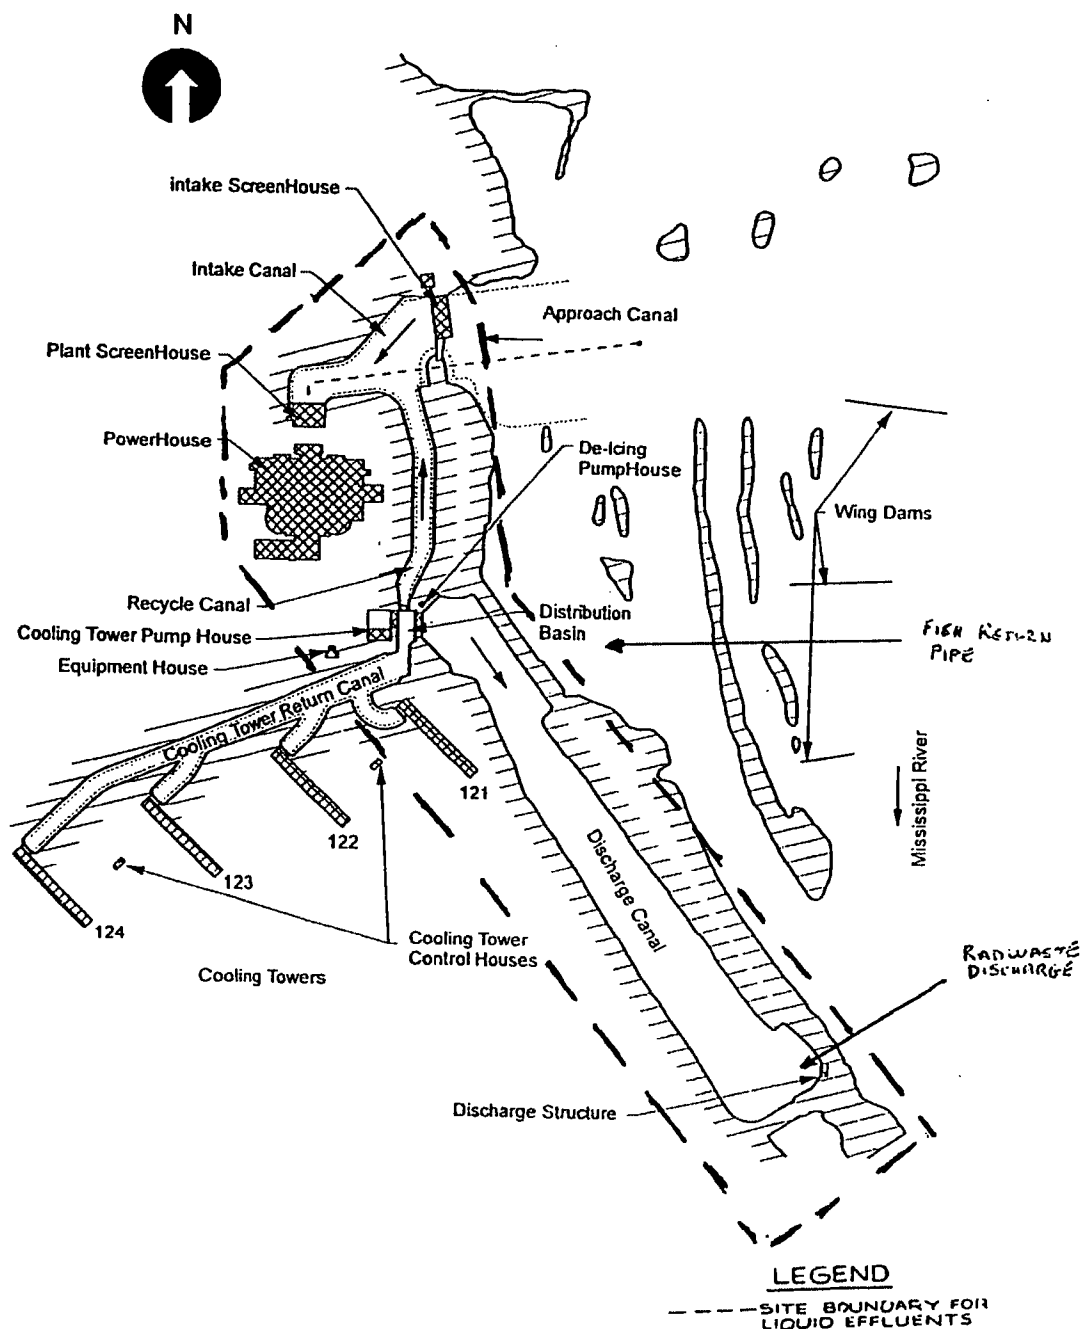 N
intake ScreenHouse
Intake Canal
Approach Canal
Plant ScreenHouse
PowerHouse
De-Icing
PumpHouse
Wing Dams
Recycle Canal
Distribution
Basin
Cooling Tower Pump House
FISH RETURN
PIPE
Equipment House
Cooling Tower Return Canal
121
122
123
124
Mississippi River
Discharge Canal
Cooling Tower
Control Houses
RADWASTE
DISCHARGE
Cooling Towers
Discharge Structure
LEGEND
– – – – SITE BOUNDARY FOR
LIQUID EFFLUENTS